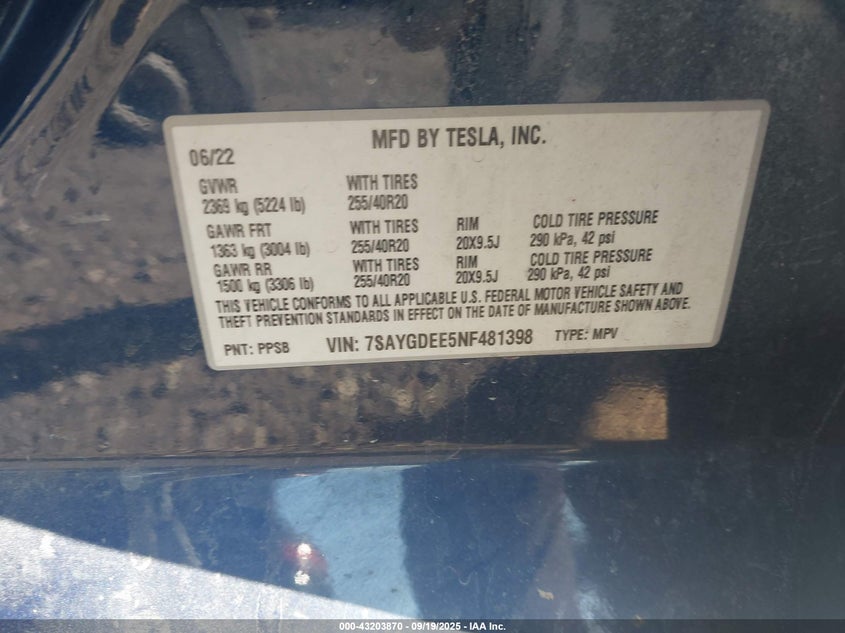 MFD BY TESLA, INC.
06/22
GVWR WITH TIRES
2369 kg (5224 lb) 255/40R20
GAWR FRT WITH TIRES RIM COLD TIRE PRESSURE
1363 kg (3004 lb) 255/40R20 20X9.5J 290 kPa, 42 psi
GAWR RR WITH TIRES RIM COLD TIRE PRESSURE
1500 kg (3306 lb) 255/40R20 20X9.5J 290 kPa, 42 psi
THIS VEHICLE CONFORMS TO ALL APPLICABLE U.S. FEDERAL MOTOR VEHICLE SAFETY AND
THEFT PREVENTION STANDARDS IN EFFECT ON THE DATE OF MANUFACTURE SHOWN ABOVE.
PNT: PPSB VIN: 7SAYGDEE5NF481398 TYPE: MPV
000-43203870 - 09/19/2025 - IAA Inc.